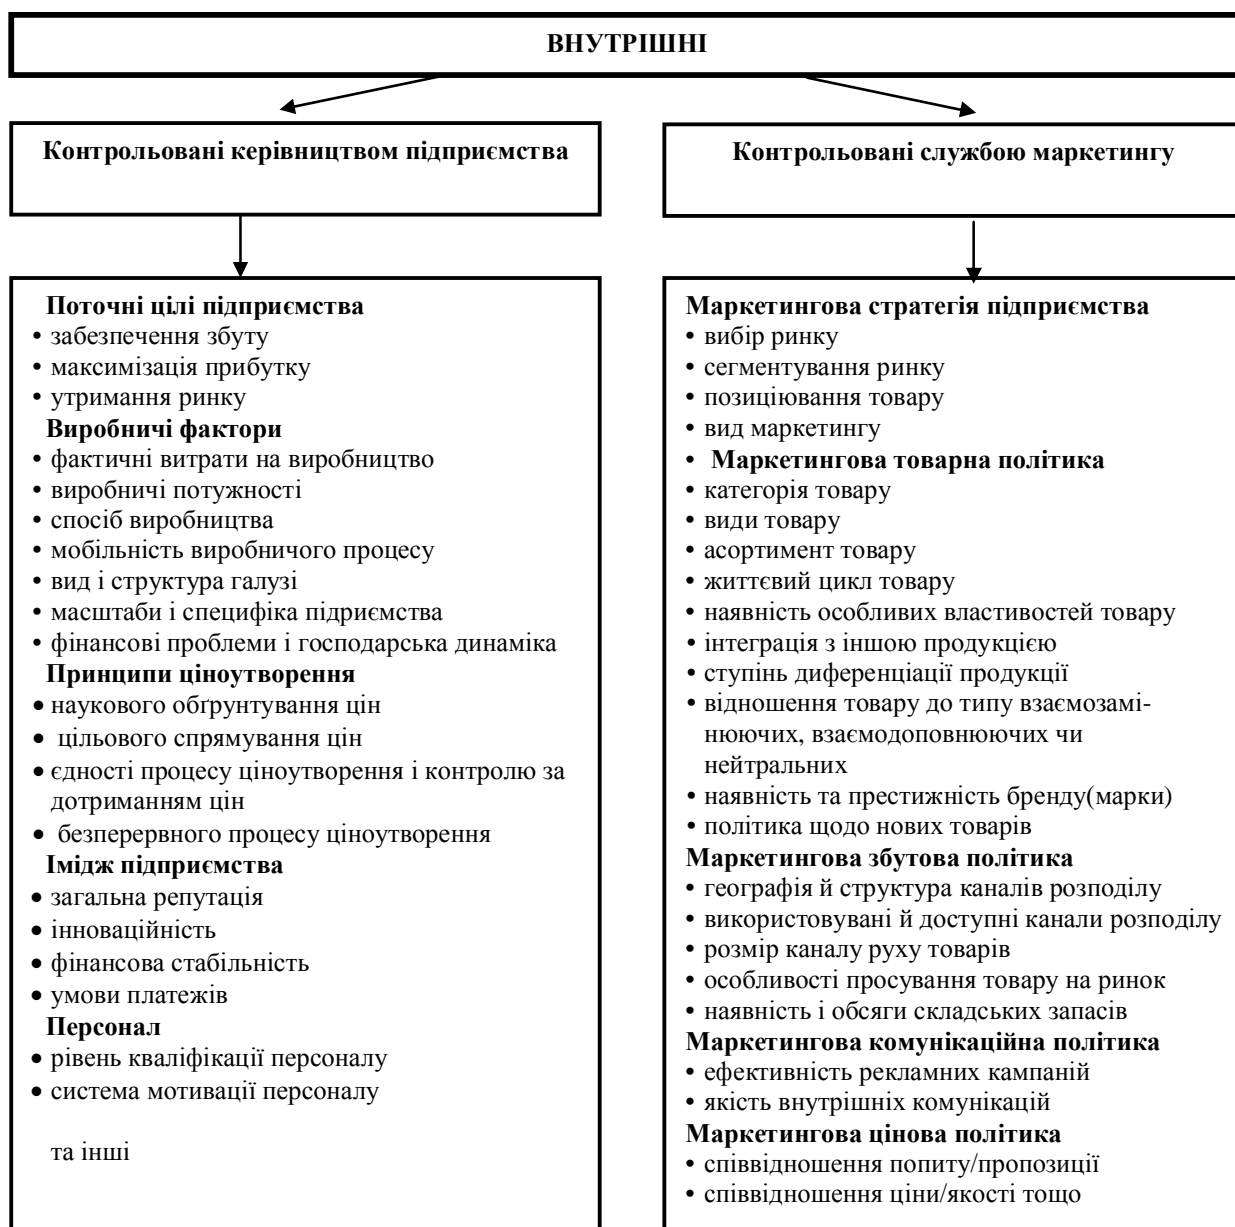 ВНУТРІШНІ
Контрольовані керівництвом підприємства
Контрольовані службою маркетингу
Поточні цілі підприємства
• забезпечення збуту
• максимізація прибутку
• утримання ринку
Виробничі фактори
• фактичні витрати на виробництво
• виробничі потужності
• спосіб виробництва
• мобільність виробничого процесу
• вид і структура галузі
• масштаби і специфіка підриємства
• фінансові проблеми і господарська динаміка
Принципи ціноутворення
• наукового обґрунтування цін
• цільового спрямування цін
• єдності процесу ціноутворення і контролю за
дотриманням цін
• безперервного процесу ціноутворення
Імідж підприємства
• загальна репутація
• інноваційність
• фінансова стабільність
• умови платежів
Персонал
• рівень кваліфікації персоналу
• система мотивації персоналу
та інші
Маркетингова стратегія підприємства
• вибір ринку
• сегментування ринку
• позиціювання товару
• вид маркетингу
• Маркетингова товарна політика
• категорія товару
• види товару
• асортимент товару
• життєвий цикл товару
• наявність особливих властивостей товару
• інтеграція з іншою продукцією
• ступінь диференціації продукції
• відношення товару до типу взаємозамі-
нюючих, взаємодоповнюючих чи
нейтральних
• наявність та престижність бренду(марки)
• політика щодо нових товарів
Маркетингова збутова політика
• географія й структура каналів розподілу
• використовувані й доступні канали розподілу
• розмір каналу руху товарів
• особливості просування товару на ринок
• наявність і обсяги складських запасів
Маркетингова комунікаційна політика
• ефективність рекламних кампаній
• якість внутрішніх комунікацій
Маркетингова цінова політика
• співвідношення попиту/пропозиції
• співвідношення ціни/якості тощо